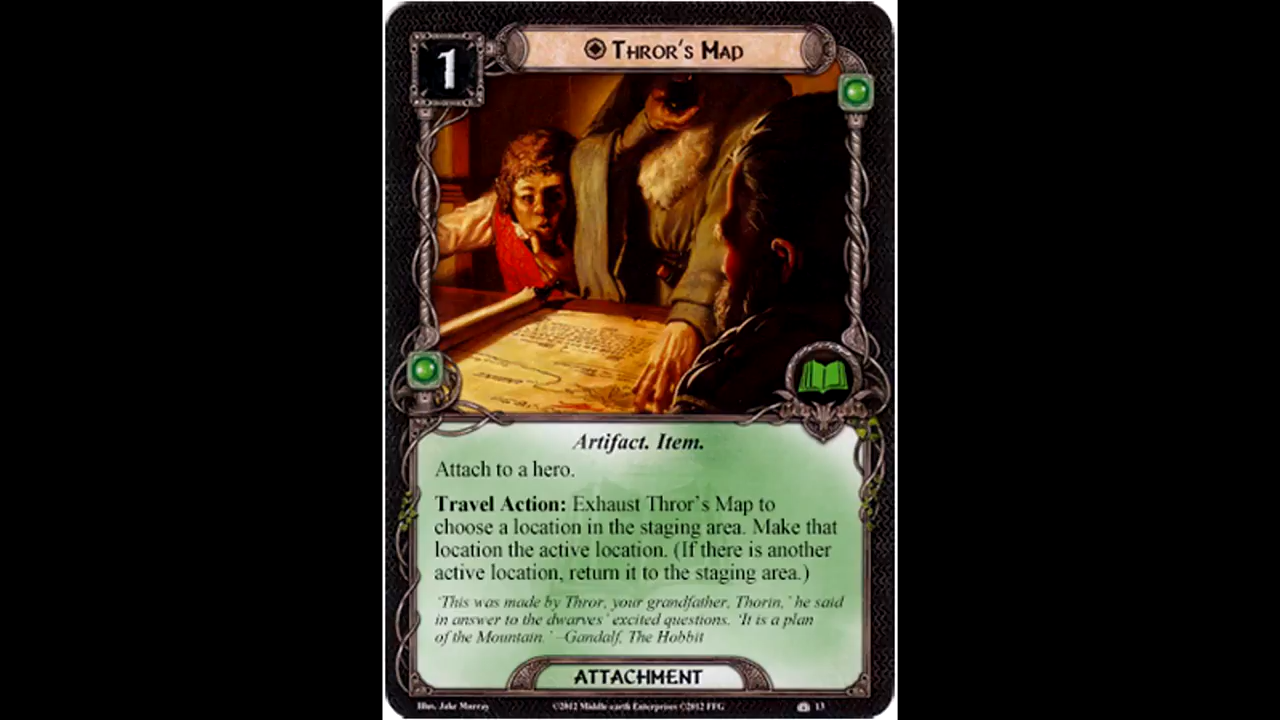 1
Thror's Map
Artifact. Item.
Attach to a hero.
Travel Action: Exhaust Thror's Map to
choose a location in the staging area. Make that
location the active location. (If there is another
active location, return it to the staging area.)
'This was made by Thror, your grandfather, Thorin,' he said
in answer to the dwarves' excited questions. 'It is a plan
of the Mountain.' –Gandalf, The Hobbit
ATTACHMENT
Illus. Jake Murray
©2012 Middle-earth Enterprises ©2012 FFG
13